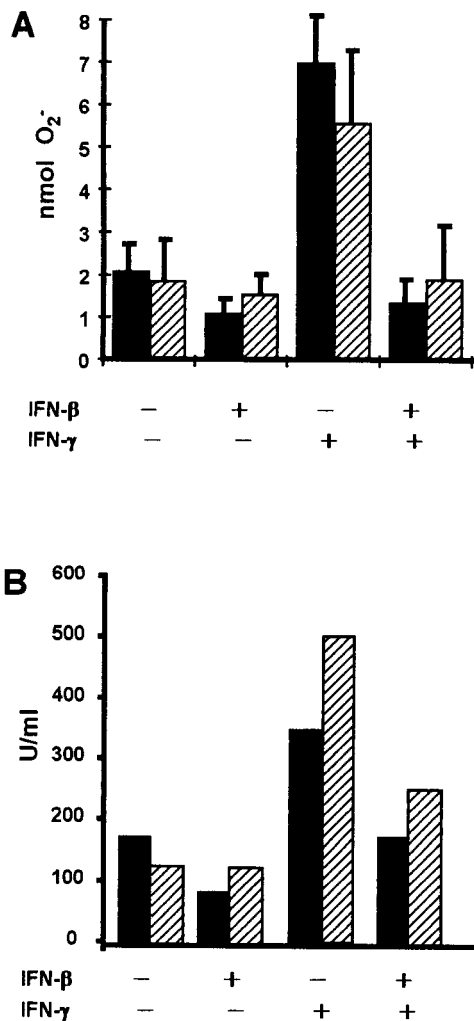 A
8
7
6
5
4
3
2
1
0
nmol O₂⁻
IFN-β − + − +
IFN-γ − − + +
B
600
500
400
300
200
100
0
U/ml
IFN-β − + − +
IFN-γ − − + +